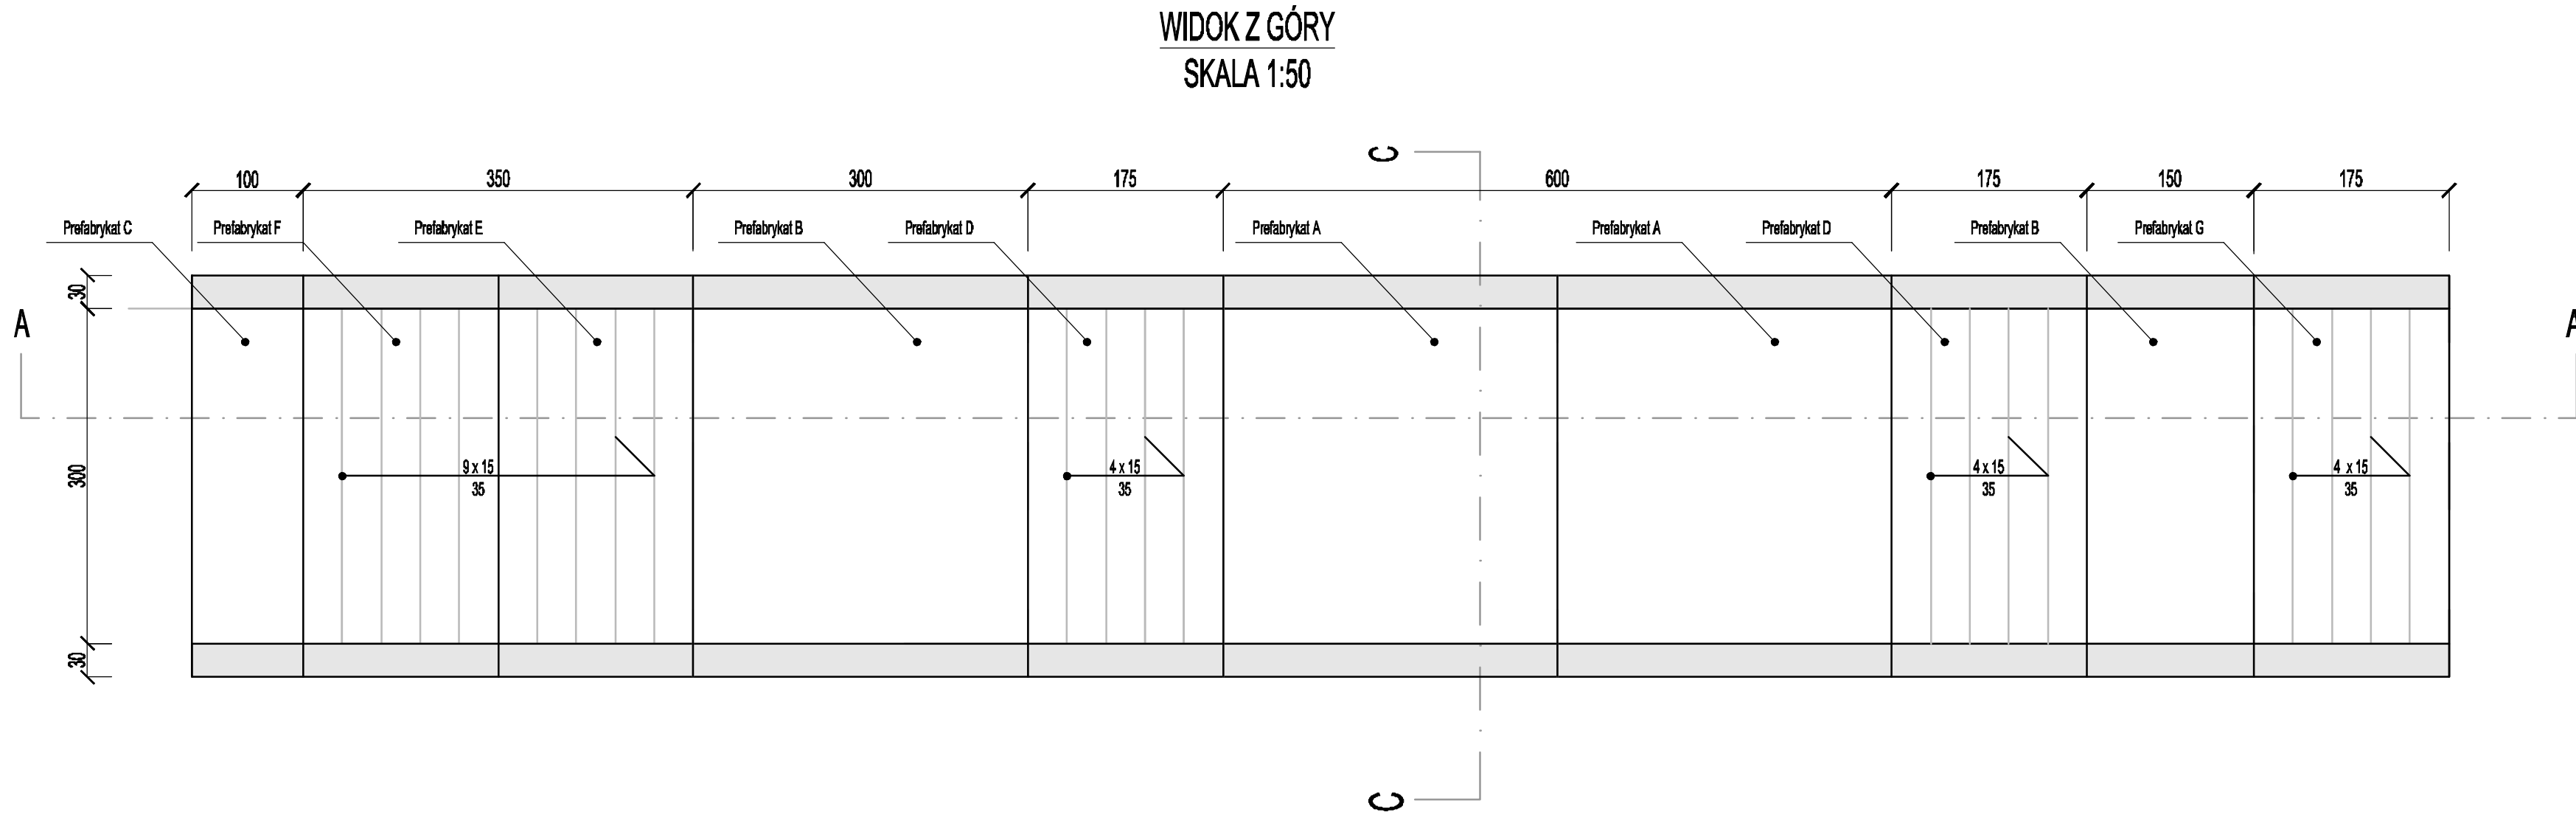 WIDOK Z GÓRY
SKALA 1:50
C
100 350 300 175 600 175 150 175
Prefabrykat C Prefabrykat F Prefabrykat E Prefabrykat B Prefabrykat D Prefabrykat A Prefabrykat A Prefabrykat D Prefabrykat B Prefabrykat G
30
A A
300
9 x 15 4 x 15 4 x 15 4 x 15
35 35 35 35
30
C